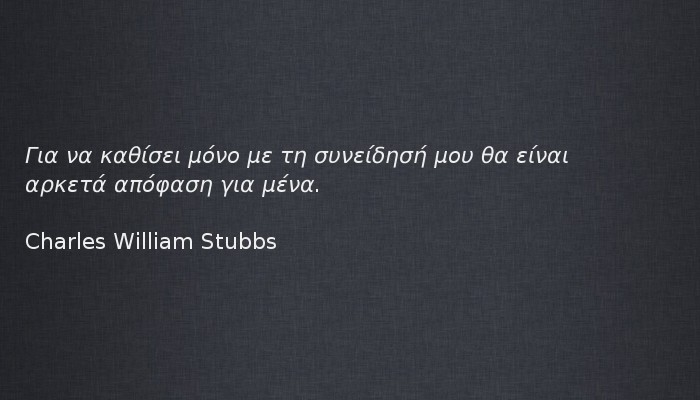 Για να καθίσει μόνο με τη συνείδησή μου θα είναι
αρκετά απόφαση για μένα.
Charles William Stubbs